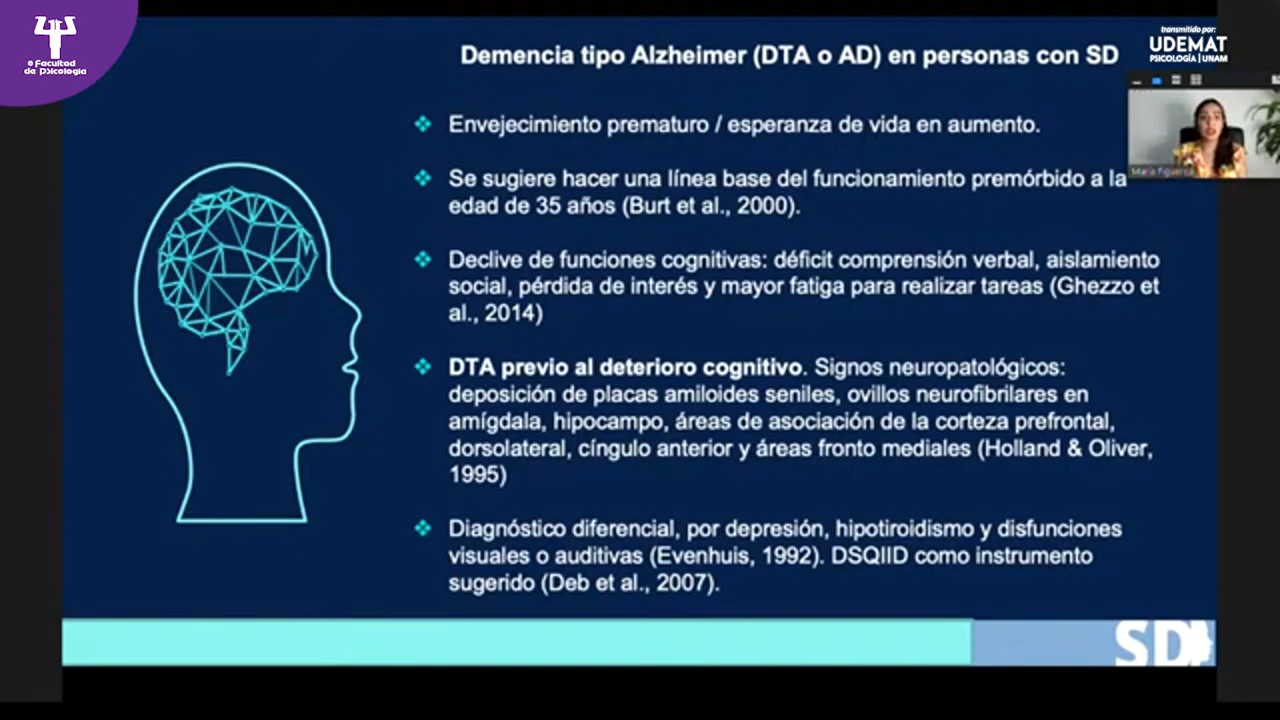 Facultad
de Psicología
transmitido por:
UDEMAT
PSICOLOGÍA | UNAM
Demencia tipo Alzheimer (DTA o AD) en personas con SD
María Figueroa
Envejecimiento prematuro / esperanza de vida en aumento.
Se sugiere hacer una línea base del funcionamiento premórbido a la
edad de 35 años (Burt et al., 2000).
Declive de funciones cognitivas: déficit comprensión verbal, aislamiento
social, pérdida de interés y mayor fatiga para realizar tareas (Ghezzo et
al., 2014)
DTA previo al deterioro cognitivo. Signos neuropatológicos:
deposición de placas amiloides seniles, ovillos neurofibrilares en
amígdala, hipocampo, áreas de asociación de la corteza prefrontal,
dorsolateral, cíngulo anterior y áreas fronto mediales (Holland & Oliver,
1995)
Diagnóstico diferencial, por depresión, hipotiroidismo y disfunciones
visuales o auditivas (Evenhuis, 1992). DSQIID como instrumento
sugerido (Deb et al., 2007).
SD